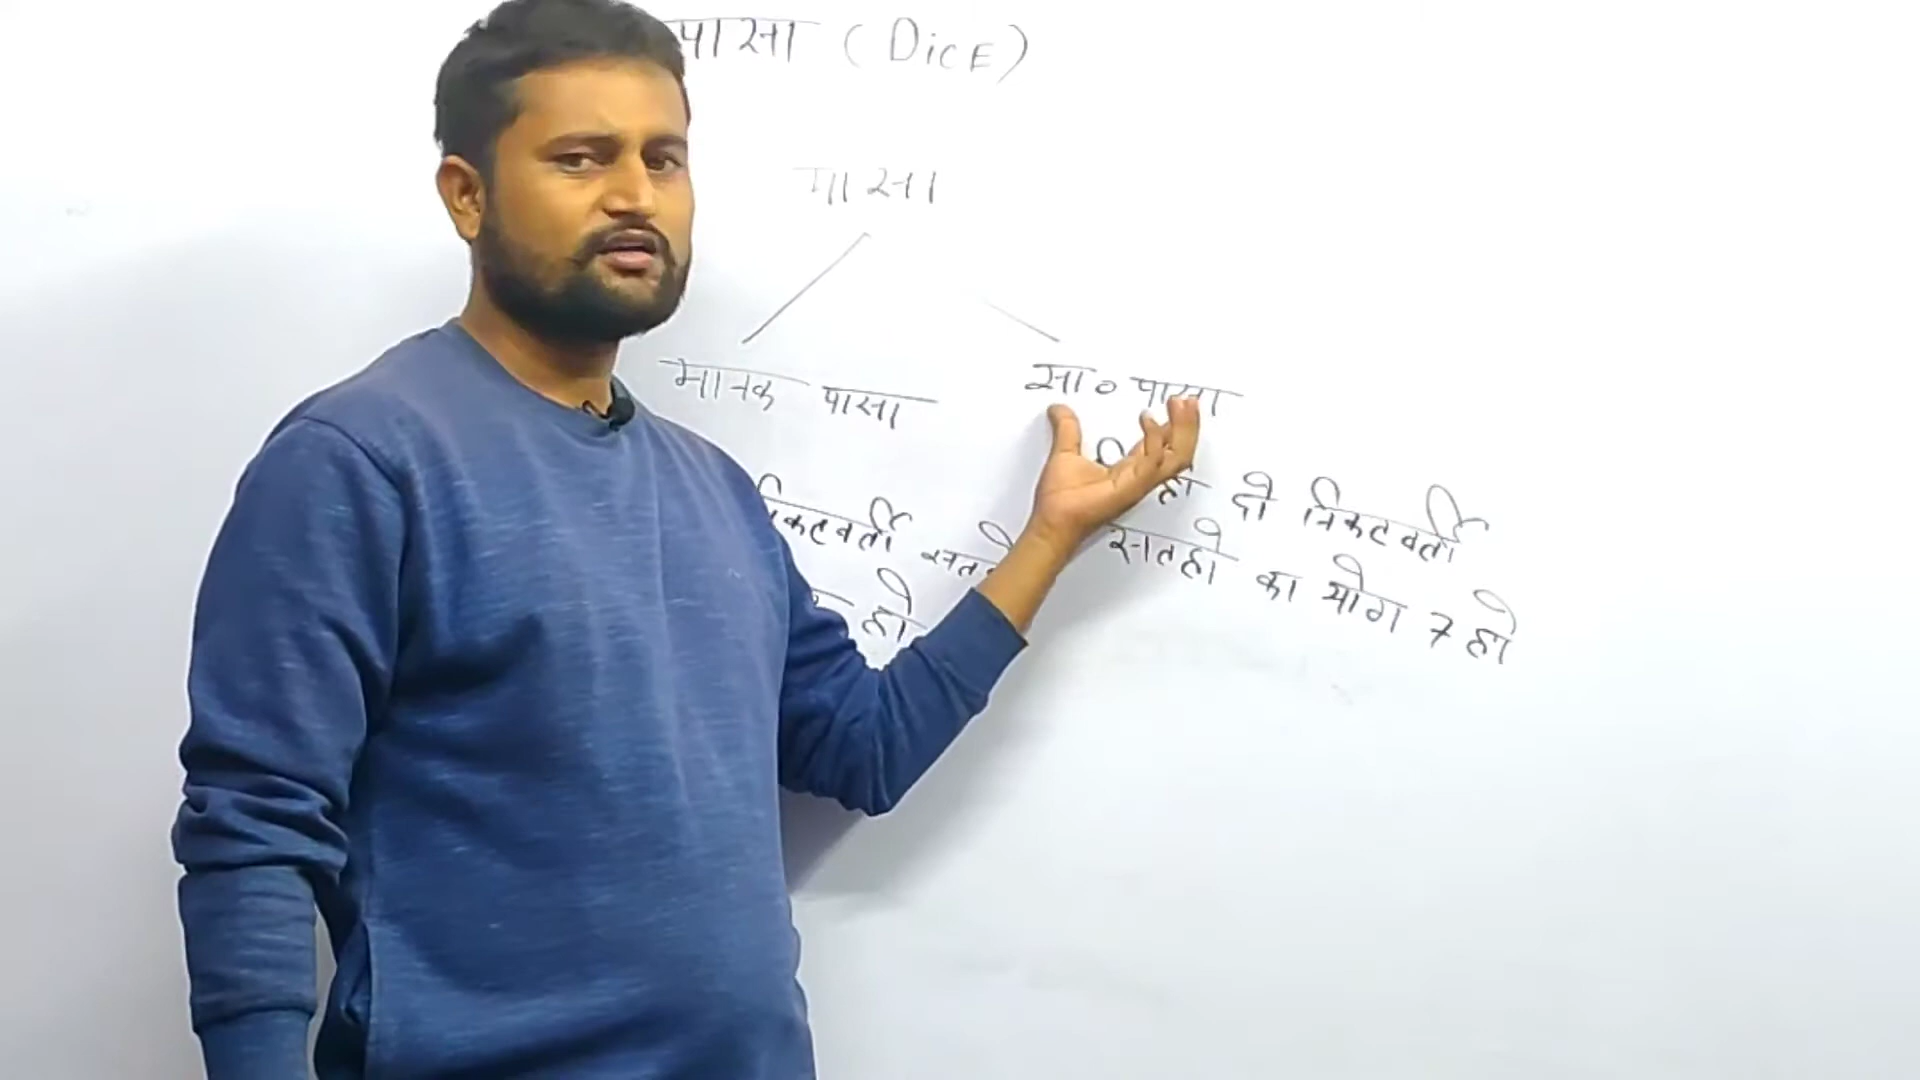 पासा (DicE)
पासा
मानक पासा
सा० पासा
दो निकटवर्ती
निकटवर्ती
सतहो का योग 7 हो
हो